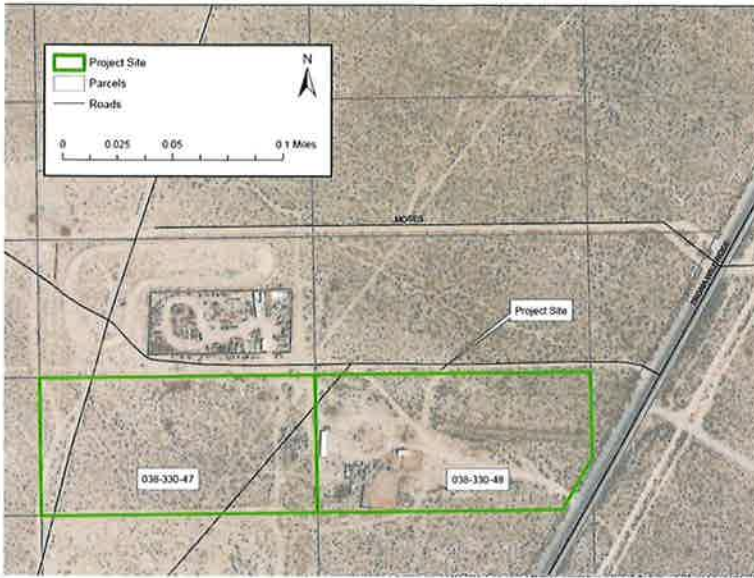 Project Site
Parcels
Roads
N
0 0.025 0.05 0.1 Miles
MOSES
Project Site
038-330-47
038-330-48